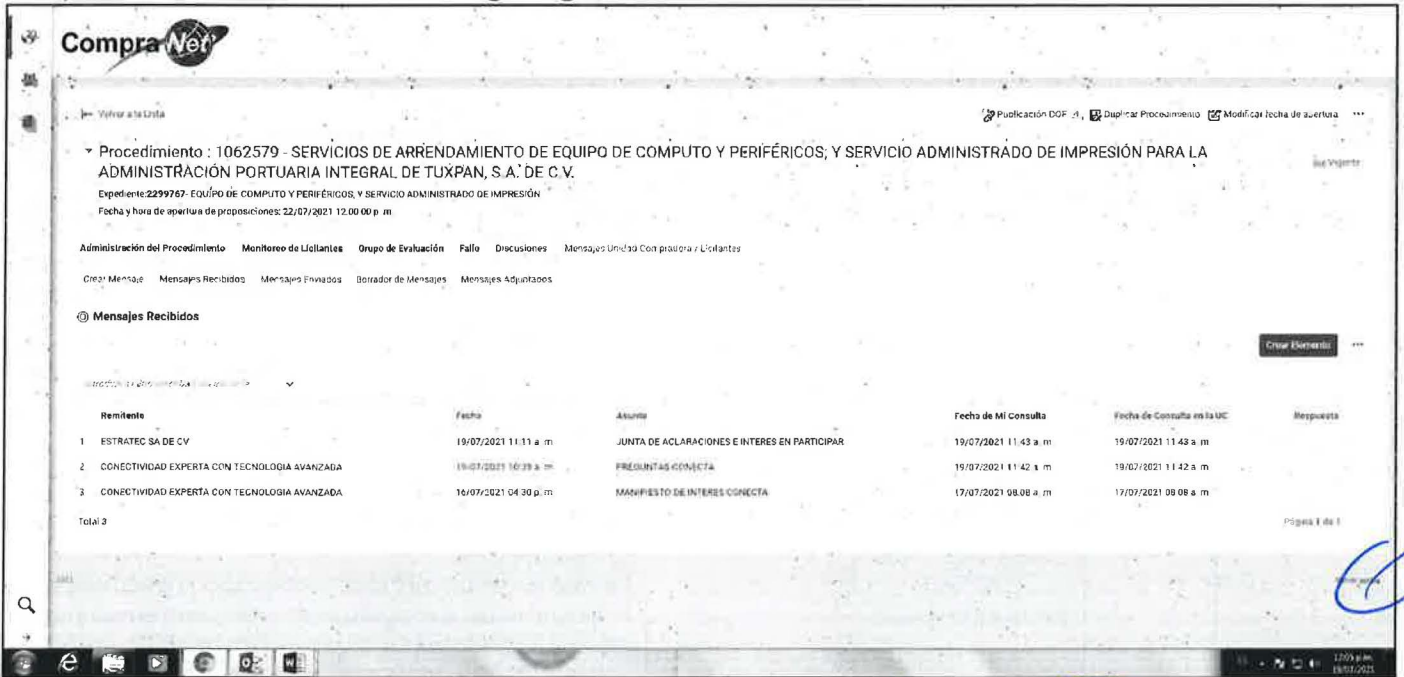 CompraNet
Volver a la Lista
Publicación DOF Duplicar Procedimiento Modificar fecha de apertura ...
Procedimiento : 1062579 - SERVICIOS DE ARRENDAMIENTO DE EQUIPO DE COMPUTO Y PERIFÉRICOS; Y SERVICIO ADMINISTRADO DE IMPRESIÓN PARA LA
ADMINISTRACIÓN PORTUARIA INTEGRAL DE TUXPAN, S.A. DE C.V.
Vigente
Expediente:2299767- EQUIPO DE COMPUTO Y PERIFÉRICOS, Y SERVICIO ADMINISTRADO DE IMPRESIÓN
Fecha y hora de apertura de proposiciones: 22/07/2021 12:00:00 p. m.
Administración del Procedimiento Monitoreo de Licitantes Grupo de Evaluación Fallo Discusiones Mensajes Unidad Compradora / Licitantes
Crear Mensaje Mensajes Recibidos Mensajes Enviados Borrador de Mensajes Mensajes Adjuntados
Mensajes Recibidos
Crear Elemento ...
Remitente Fecha Asunto Fecha de Mi Consulta Fecha de Consulta en la UC Respuesta
1 ESTRATEC SA DE CV 19/07/2021 11:11 a. m. JUNTA DE ACLARACIONES E INTERES EN PARTICIPAR 19/07/2021 11:43 a. m. 19/07/2021 11:43 a. m.
2 CONECTIVIDAD EXPERTA CON TECNOLOGIA AVANZADA 19/07/2021 10:39 a. m. PREGUNTAS CONECTA 19/07/2021 11:42 a. m. 19/07/2021 11:42 a. m.
3 CONECTIVIDAD EXPERTA CON TECNOLOGIA AVANZADA 16/07/2021 04:30 p. m. MANIFIESTO DE INTERES CONECTA 17/07/2021 08:08 a. m. 17/07/2021 08:08 a. m.
Total 3
Página 1 de 1
12:05 p.m.
19/07/2021